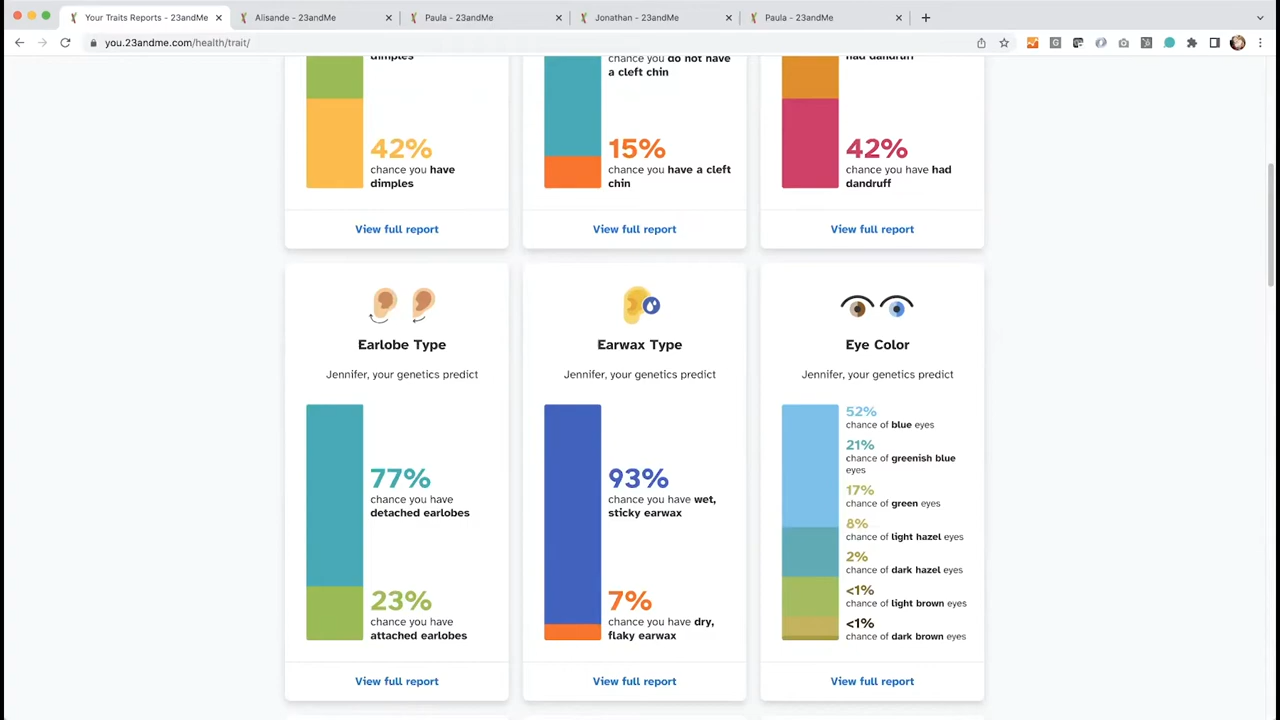 Your Traits Reports - 23andMe
Alisande - 23andMe
Paula - 23andMe
Jonathan - 23andMe
Paula - 23andMe
you.23andme.com/health/trait/
dimples
42%
chance you have
dimples
View full report
chance you do not have
a cleft chin
15%
chance you have a cleft
chin
View full report
had dandruff
42%
chance you have had
dandruff
View full report
Earlobe Type
Jennifer, your genetics predict
77%
chance you have
detached earlobes
23%
chance you have
attached earlobes
View full report
Earwax Type
Jennifer, your genetics predict
93%
chance you have wet,
sticky earwax
7%
chance you have dry,
flaky earwax
View full report
Eye Color
Jennifer, your genetics predict
52%
chance of blue eyes
21%
chance of greenish blue
eyes
17%
chance of green eyes
8%
chance of light hazel eyes
2%
chance of dark hazel eyes
<1%
chance of light brown eyes
<1%
chance of dark brown eyes
View full report